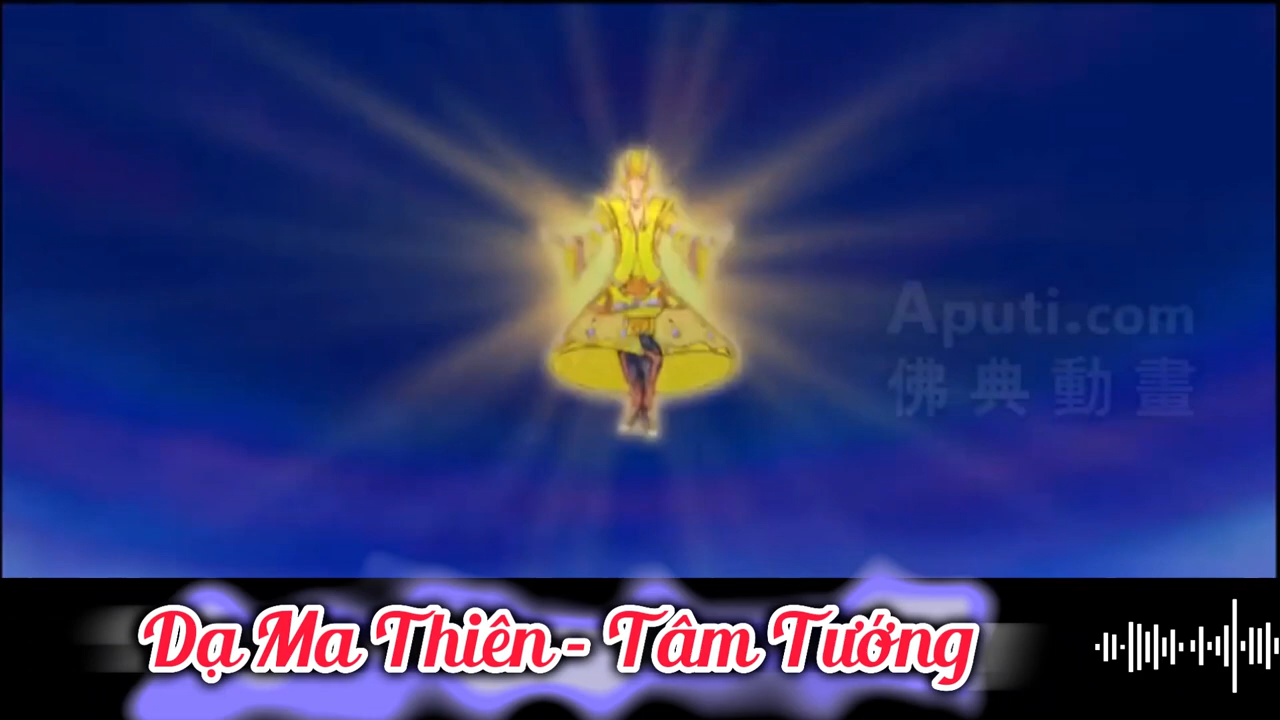 Aputi.com
佛典動畫
Dạ Ma Thiên - Tâm Tướng